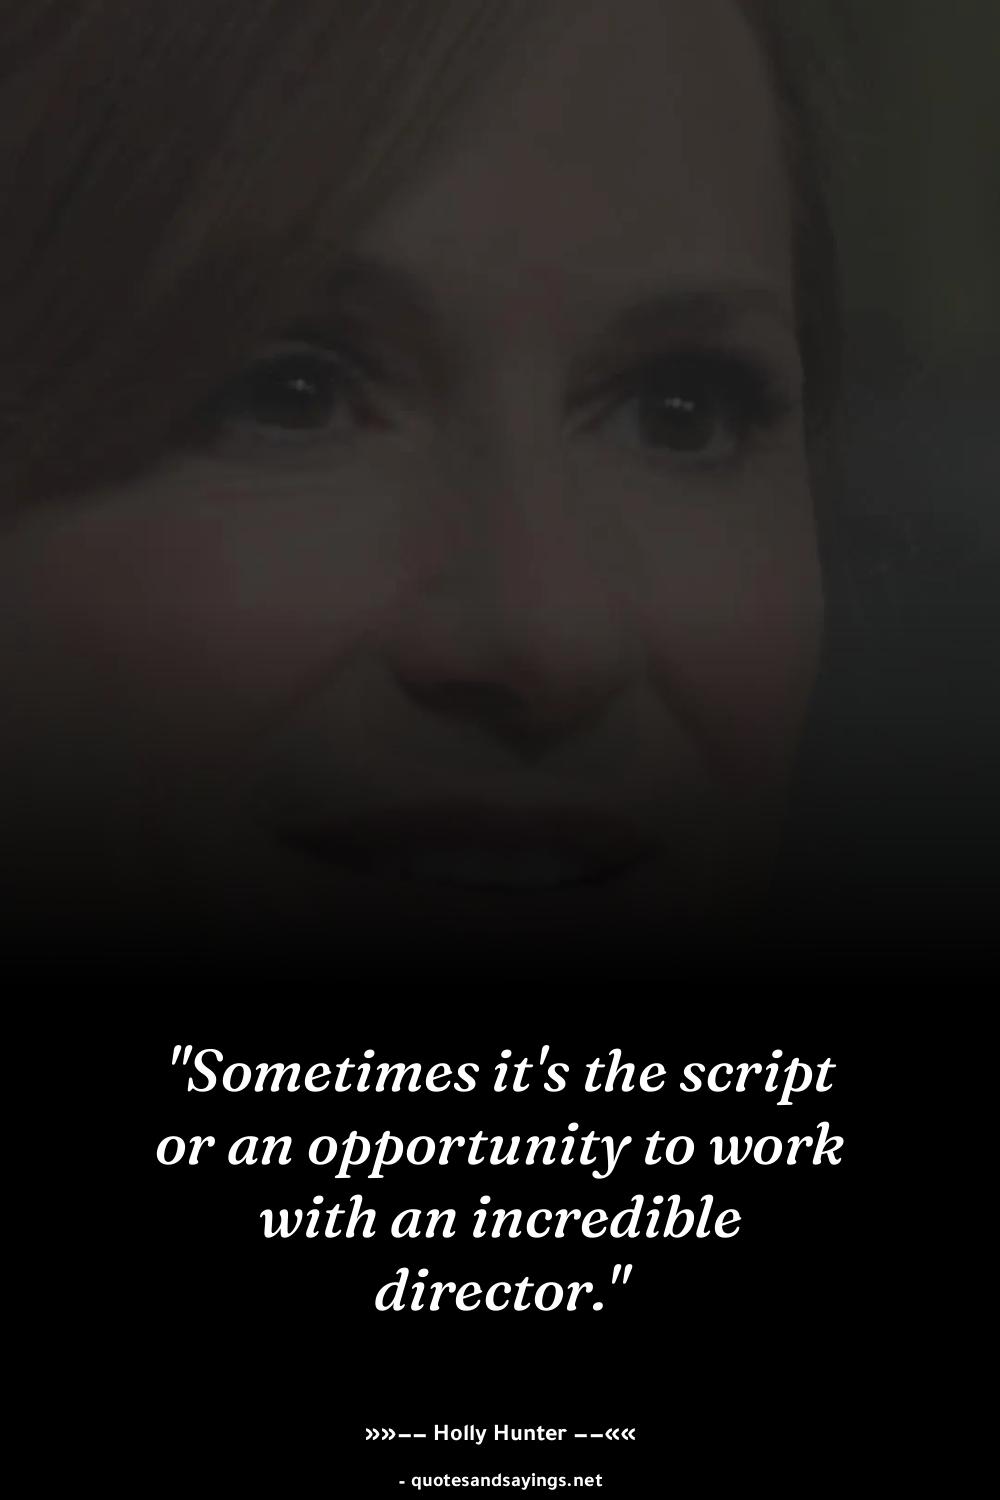 "Sometimes it's the script
or an opportunity to work
with an incredible
director."
»»−− Holly Hunter −−««
- quotesandsayings.net